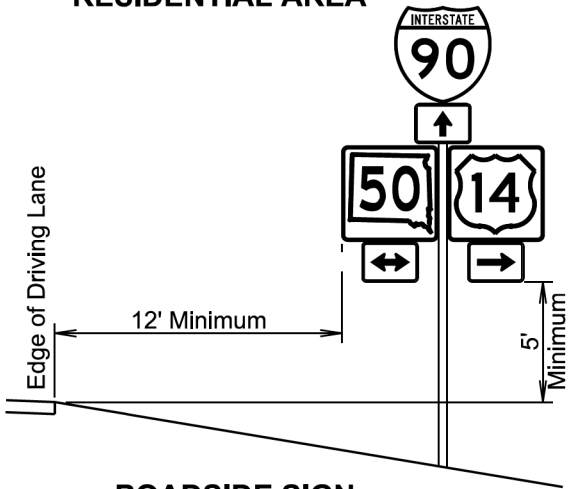 RESIDENTIAL AREA
INTERSTATE
90
50
14
Edge of Driving Lane
12' Minimum
5'
Minimum
ROADSIDE SIGN